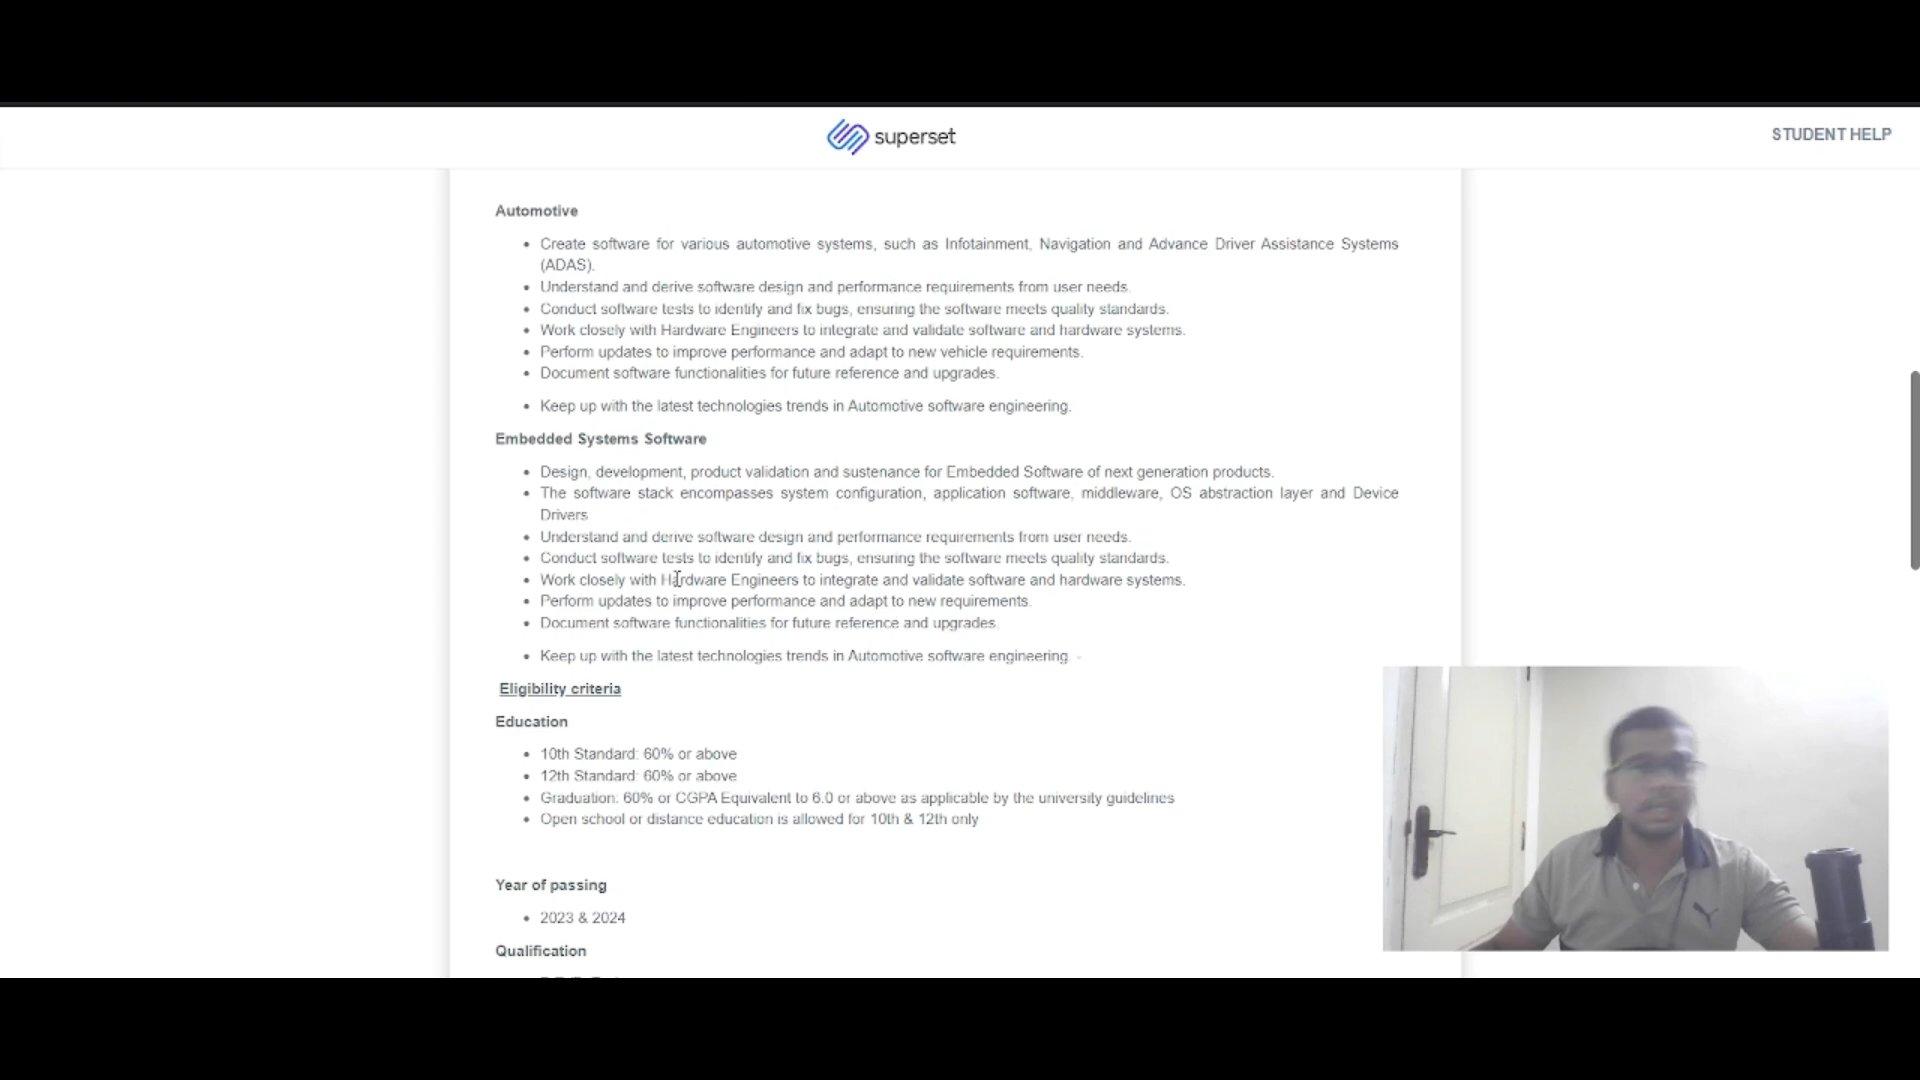 superset
STUDENT HELP
Automotive
Create software for various automotive systems, such as Infotainment, Navigation and Advance Driver Assistance Systems
(ADAS).
Understand and derive software design and performance requirements from user needs.
Conduct software tests to identify and fix bugs, ensuring the software meets quality standards.
Work closely with Hardware Engineers to integrate and validate software and hardware systems.
Perform updates to improve performance and adapt to new vehicle requirements.
Document software functionalities for future reference and upgrades.
Keep up with the latest technologies trends in Automotive software engineering.
Embedded Systems Software
Design, development, product validation and sustenance for Embedded Software of next generation products.
The software stack encompasses system configuration, application software, middleware, OS abstraction layer and Device
Drivers
Understand and derive software design and performance requirements from user needs.
Conduct software tests to identify and fix bugs, ensuring the software meets quality standards.
Work closely with Hardware Engineers to integrate and validate software and hardware systems.
Perform updates to improve performance and adapt to new requirements.
Document software functionalities for future reference and upgrades.
Keep up with the latest technologies trends in Automotive software engineering. -
Eligibility criteria
Education
10th Standard: 60% or above
12th Standard: 60% or above
Graduation: 60% or CGPA Equivalent to 6.0 or above as applicable by the university guidelines
Open school or distance education is allowed for 10th & 12th only
Year of passing
2023 & 2024
Qualification